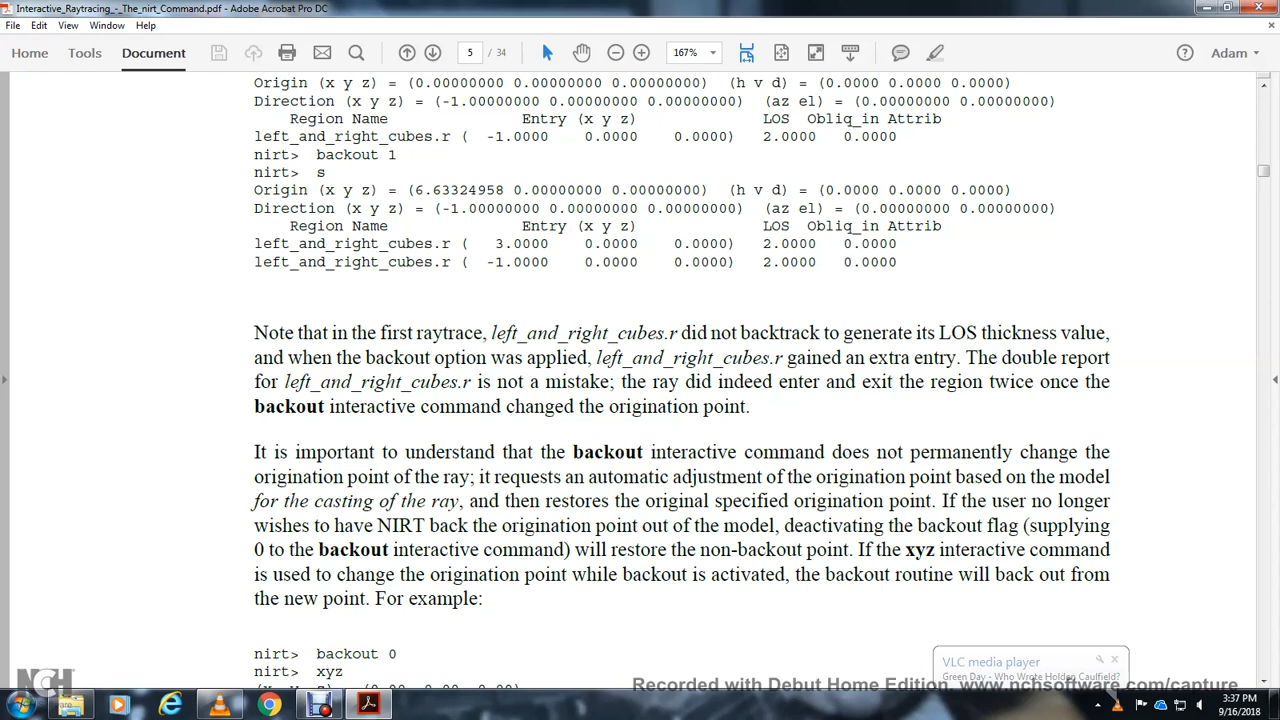 Interactive_Raytracing_-_The_nirt_Command.pdf - Adobe Acrobat Pro DC
File Edit View Window Help
Home Tools Document 5 / 34 167% Adam
Origin (x y z) = (0.00000000 0.00000000 0.00000000) (h v d) = (0.0000 0.0000 0.0000)
Direction (x y z) = (-1.00000000 0.00000000 0.00000000) (az el) = (0.00000000 0.00000000)
Region Name Entry (x y z) LOS Obliq_in Attrib
left_and_right_cubes.r ( -1.0000 0.0000 0.0000) 2.0000 0.0000
nirt> backout 1
nirt> s
Origin (x y z) = (6.63324958 0.00000000 0.00000000) (h v d) = (0.0000 0.0000 0.0000)
Direction (x y z) = (-1.00000000 0.00000000 0.00000000) (az el) = (0.00000000 0.00000000)
Region Name Entry (x y z) LOS Obliq_in Attrib
left_and_right_cubes.r ( 3.0000 0.0000 0.0000) 2.0000 0.0000
left_and_right_cubes.r ( -1.0000 0.0000 0.0000) 2.0000 0.0000
Note that in the first raytrace, left_and_right_cubes.r did not backtrack to generate its LOS thickness value,
and when the backout option was applied, left_and_right_cubes.r gained an extra entry. The double report
for left_and_right_cubes.r is not a mistake; the ray did indeed enter and exit the region twice once the
backout interactive command changed the origination point.
It is important to understand that the backout interactive command does not permanently change the
origination point of the ray; it requests an automatic adjustment of the origination point based on the model
for the casting of the ray, and then restores the original specified origination point. If the user no longer
wishes to have NIRT back the origination point out of the model, deactivating the backout flag (supplying
0 to the backout interactive command) will restore the non-backout point. If the xyz interactive command
is used to change the origination point while backout is activated, the backout routine will back out from
the new point. For example:
nirt> backout 0
nirt> xyz
VLC media player
Green Day - Who Wrote Holden Caulfield?
NCH
Recorded with Debut Home Edition. www.nchsoftware.com/capture
3:37 PM
9/16/2018